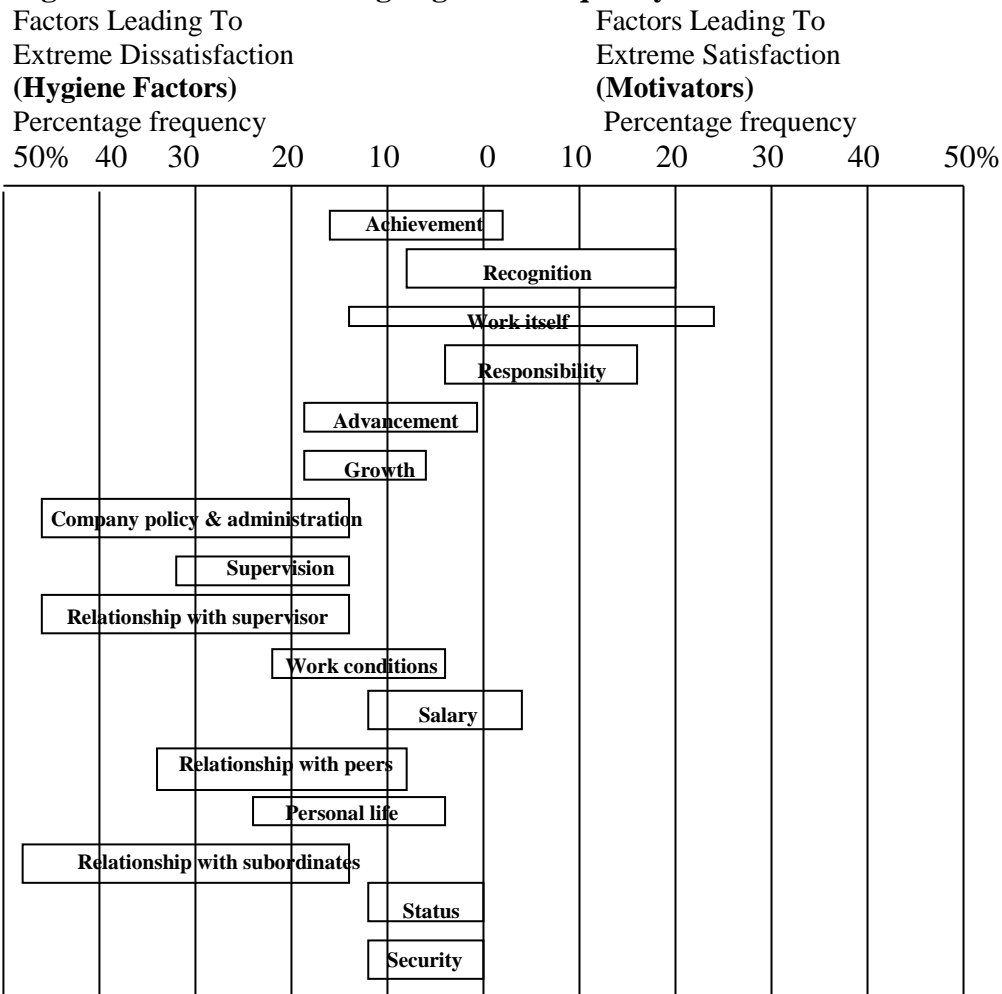 Factors Leading To
Extreme Dissatisfaction
(Hygiene Factors)
Percentage frequency
Factors Leading To
Extreme Satisfaction
(Motivators)
Percentage frequency
50% 40 30 20 10 0 10 20 30 40 50%
Achievement
Recognition
Work itself
Responsibility
Advancement
Growth
Company policy & administration
Supervision
Relationship with supervisor
Work conditions
Salary
Relationship with peers
Personal life
Relationship with subordinates
Status
Security